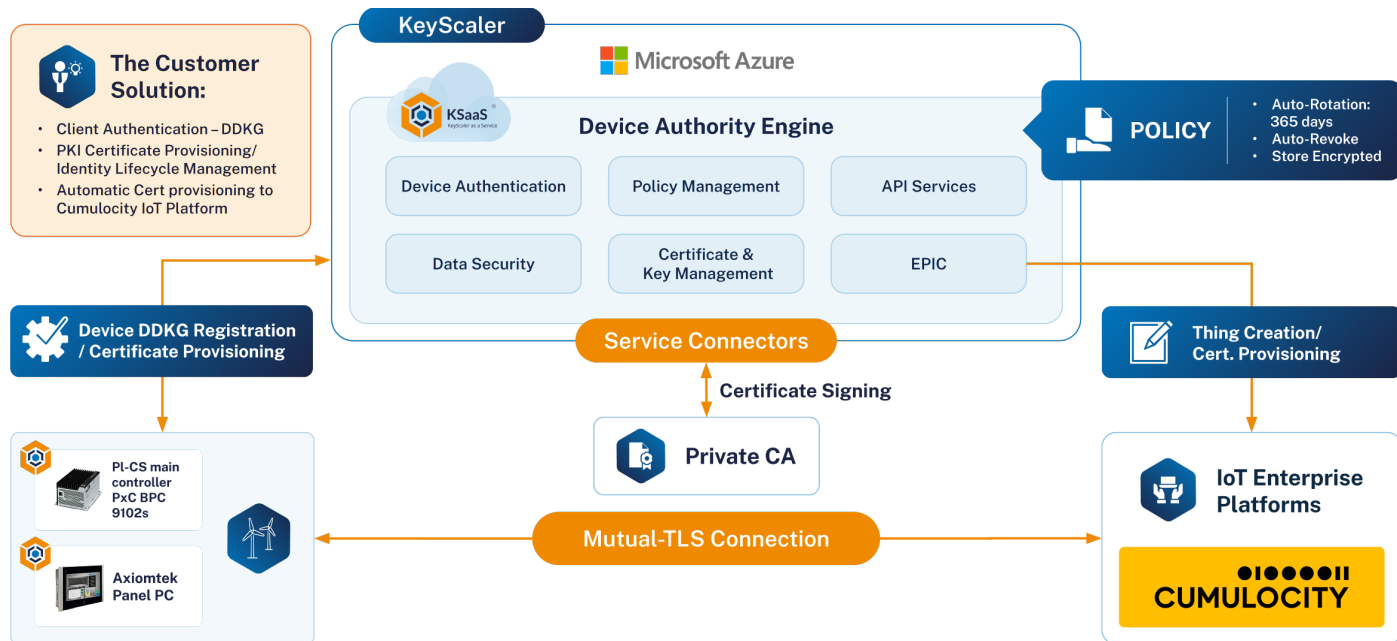 KeyScaler
The Customer
Solution:
• Client Authentication – DDKG
• PKI Certificate Provisioning/
Identity Lifecycle Management
• Automatic Cert provisioning to
Cumulocity IoT Platform
Microsoft Azure
KSaaS®
KeyScaler as a Service
Device Authority Engine
Device Authentication
Policy Management
API Services
Data Security
Certificate &
Key Management
EPIC
POLICY
• Auto-Rotation:
365 days
• Auto-Revoke
• Store Encrypted
Device DDKG Registration
/ Certificate Provisioning
Service Connectors
Certificate Signing
Private CA
Thing Creation/
Cert. Provisioning
Pl-CS main
controller
PxC BPC
9102s
Axiomtek
Panel PC
Mutual-TLS Connection
IoT Enterprise
Platforms
CUMULOCITY